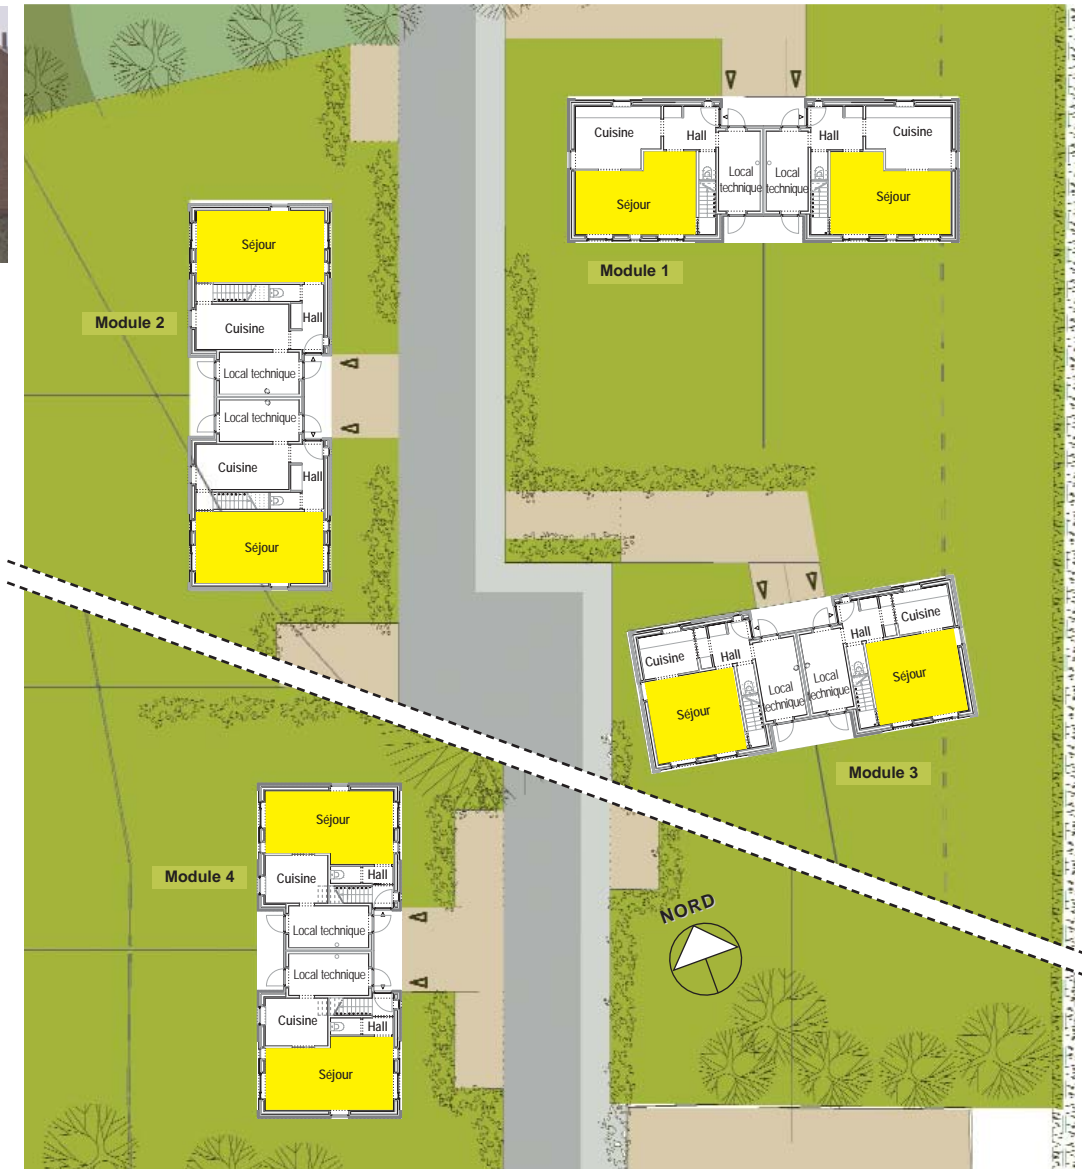 Cuisine
Hall
Local
technique
Séjour
Local
technique
Hall
Cuisine
Séjour
Module 1
Séjour
Module 2
Cuisine
Hall
Local technique
Local technique
Cuisine
Hall
Séjour
Cuisine
Hall
Local
technique
Séjour
Local
technique
Hall
Cuisine
Séjour
Module 3
Séjour
Module 4
Cuisine
Hall
Local technique
Local technique
Cuisine
Hall
Séjour
NORD